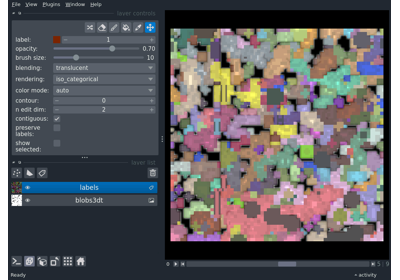 File View Plugins Window Help
layer controls
label: 1
opacity: 0.70
brush size: 10
blending: translucent
rendering: iso_categorical
color mode: auto
contour: 0
n edit dim: 2
contiguous:
preserve
labels:
show
selected:
layer list
labels
blobs3dt
Ready
activity